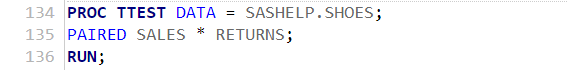 134 PROC TTEST DATA = SASHELP.SHOES;
135 PAIRED SALES * RETURNS;
136 RUN;